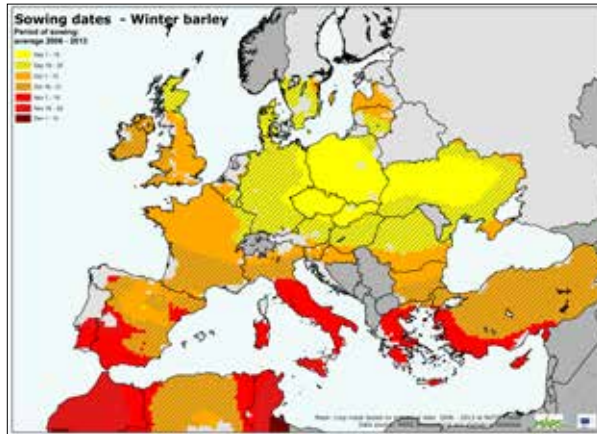 Sowing dates - Winter barley
Period of sowing:
average 2006 - 2013
Sep 1 - 15
Sep 16 - 30
Oct 1 - 15
Oct 16 - 31
Nov 1 - 15
Nov 16 - 30
Dec 1 - 15
MARS